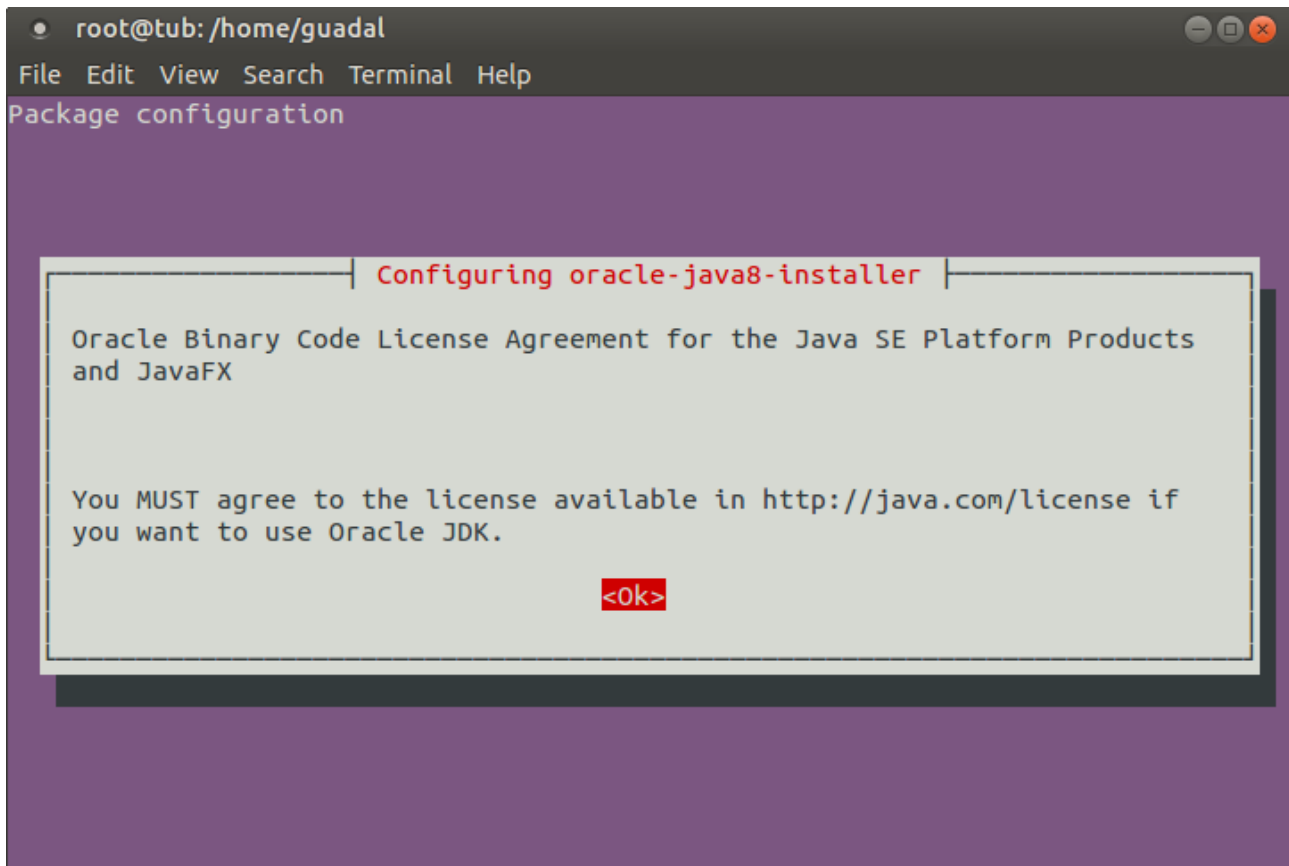 root@tub: /home/guadal
File Edit View Search Terminal Help
Package configuration
Configuring oracle-java8-installer
Oracle Binary Code License Agreement for the Java SE Platform Products
and JavaFX
You MUST agree to the license available in http://java.com/license if
you want to use Oracle JDK.
<Ok>